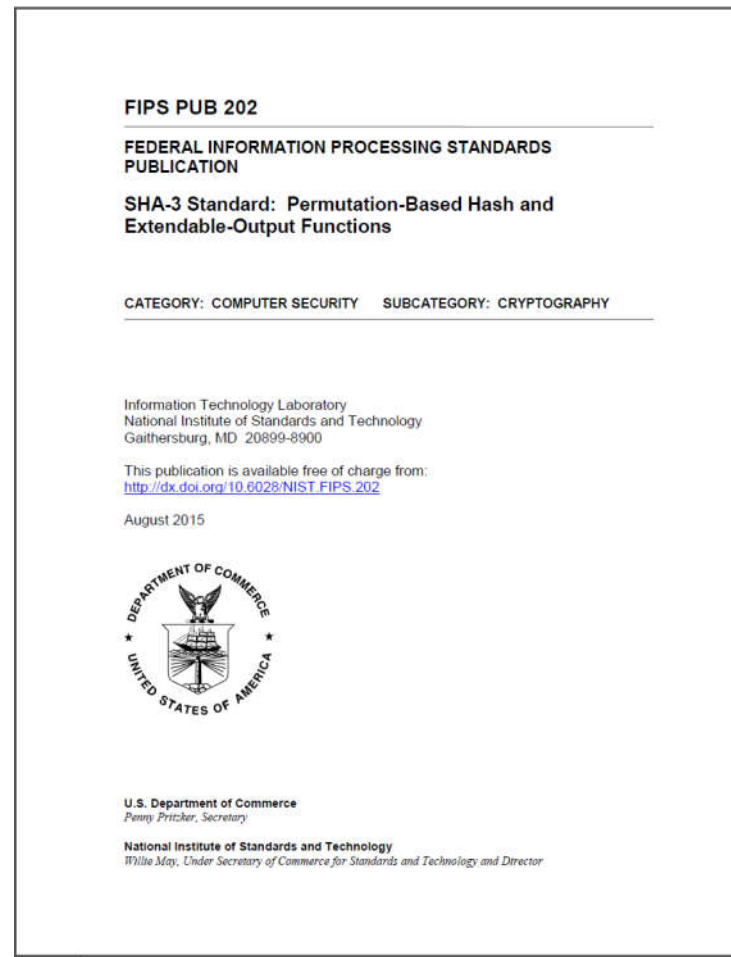 FIPS PUB 202
FEDERAL INFORMATION PROCESSING STANDARDS
PUBLICATION
SHA-3 Standard: Permutation-Based Hash and
Extendable-Output Functions
CATEGORY: COMPUTER SECURITY SUBCATEGORY: CRYPTOGRAPHY
Information Technology Laboratory
National Institute of Standards and Technology
Gaithersburg, MD 20899-8900
This publication is available free of charge from:
http://dx.doi.org/10.6028/NIST.FIPS.202
August 2015
DEPARTMENT OF COMMERCE
UNITED STATES OF AMERICA
U.S. Department of Commerce
Penny Pritzker, Secretary
National Institute of Standards and Technology
Willie May, Under Secretary of Commerce for Standards and Technology and Director